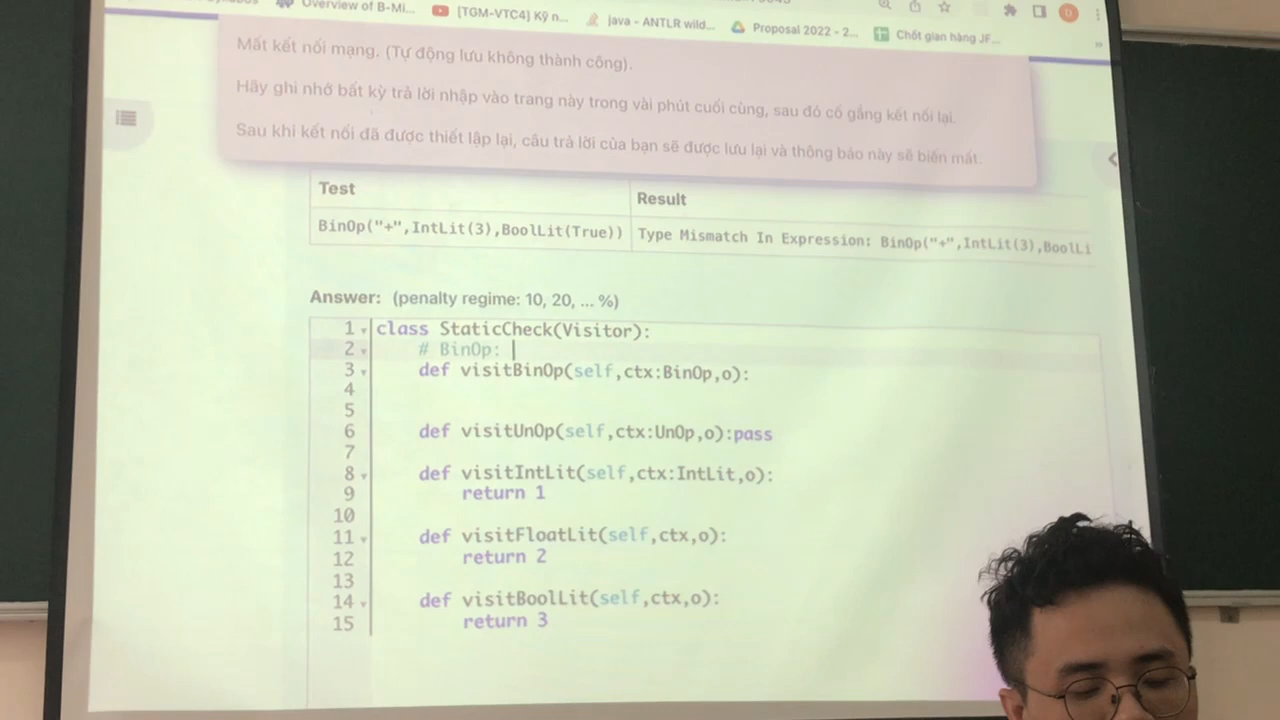 Overview of B-Mi...
[TGM-VTC4] Kỹ n...
java - ANTLR wild...
Proposal 2022 - 2...
Chốt gian hàng JF...
Mất kết nối mạng. (Tự động lưu không thành công).
Hãy ghi nhớ bất kỳ trả lời nhập vào trang này trong vài phút cuối cùng, sau đó cố gắng kết nối lại.
Sau khi kết nối đã được thiết lập lại, câu trả lời của bạn sẽ được lưu lại và thông báo này sẽ biến mất.
Test Result
BinOp("+",IntLit(3),BoolLit(True)) Type Mismatch In Expression: BinOp("+",IntLit(3),BoolLi
Answer: (penalty regime: 10, 20, ... %)
1 class StaticCheck(Visitor):
2 # BinOp:
3 def visitBinOp(self,ctx:BinOp,o):
4
5
6 def visitUnOp(self,ctx:UnOp,o):pass
7
8 def visitIntLit(self,ctx:IntLit,o):
9 return 1
10
11 def visitFloatLit(self,ctx,o):
12 return 2
13
14 def visitBoolLit(self,ctx,o):
15 return 3